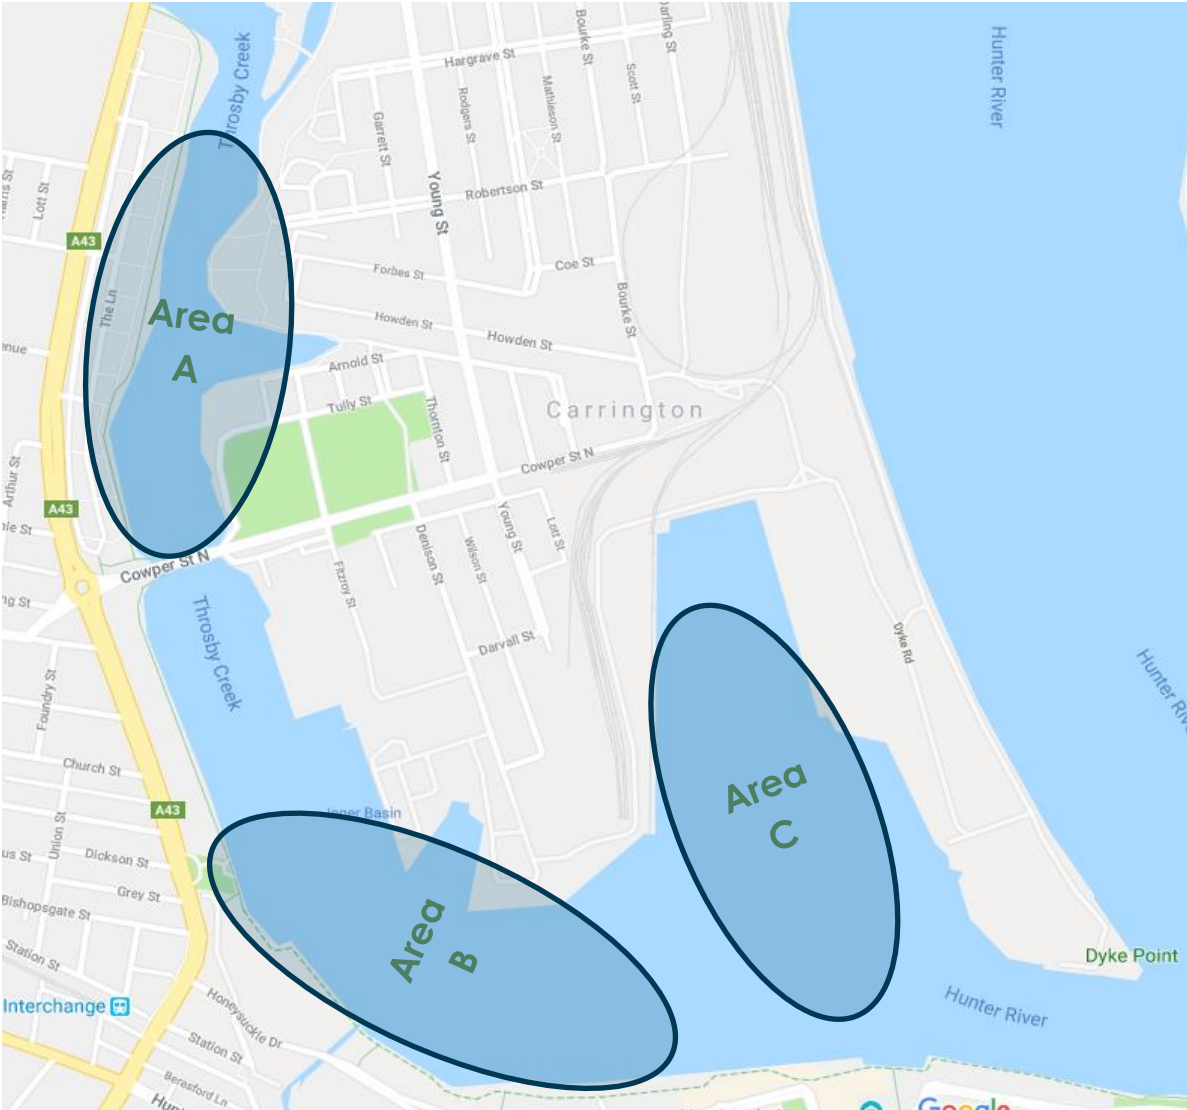 Throsby Creek
Hargrave St
Bourke St
Scott St
Hunter River
Garrett St
Rodgers St
Mathieson St
Lott St
Young St
Robertson St
A43
Forbes St
Coe St
The Ln
Bourke St
Howden St
Howden St
Area
A
Arnold St
Tully St
Thornton St
Carrington
Cowper St N
Arthur St
A43
Cowper St N
Denison St
Wilson St
Young St
Lott St
Fitzroy St
Throsby Creek
Darvall St
Dyke Rd
Foundry St
Church St
A43
Union St
Dickson St
Grey St
Bishopsgate St
Station St
Area
B
Area
C
Dyke Point
Hunter River
Interchange
Honeysuckle Dr
Station St
Beresford Ln
Google